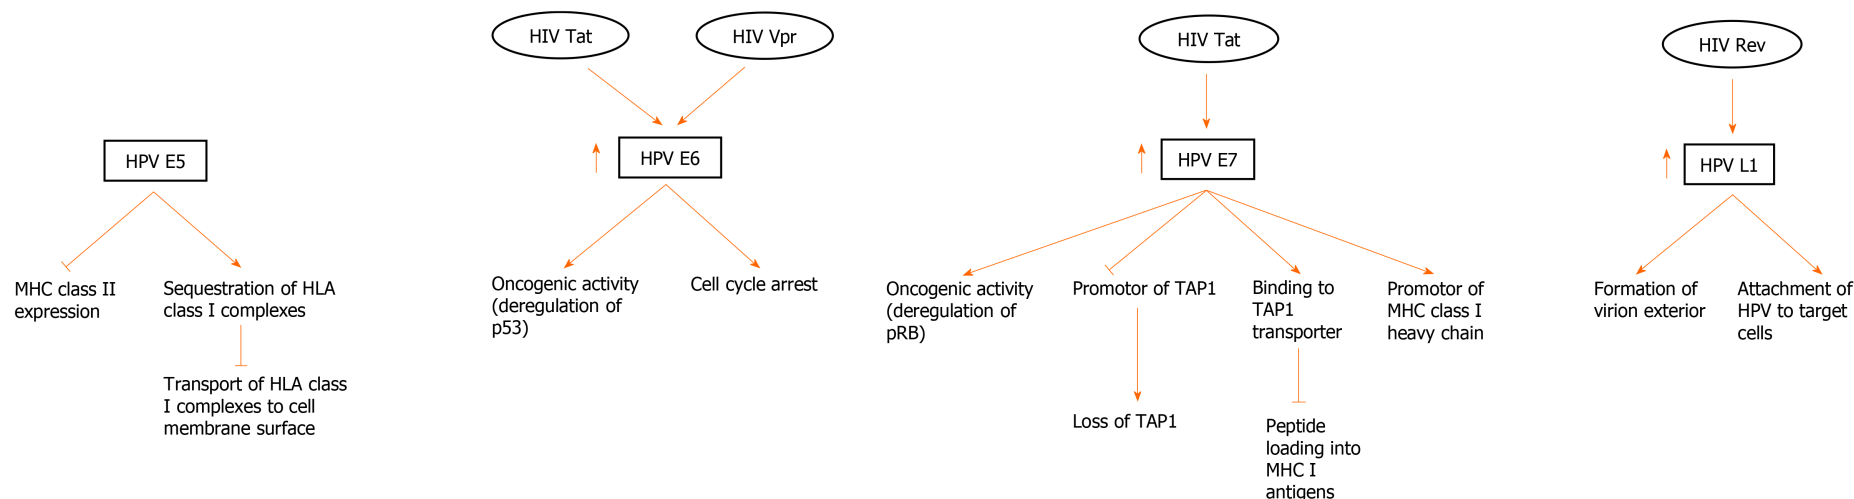 HIV Tat
HIV Vpr
HIV Tat
HIV Rev
HPV E5
HPV E6
HPV E7
HPV L1
MHC class II
expression
Sequestration of HLA
class I complexes
Transport of HLA class
I complexes to cell
membrane surface
Oncogenic activity
(deregulation of
p53)
Cell cycle arrest
Oncogenic activity
(deregulation of
pRB)
Promotor of TAP1
Loss of TAP1
Binding to
TAP1
transporter
Peptide
loading into
MHC I
antigens
Promotor of
MHC class I
heavy chain
Formation of
virion exterior
Attachment of
HPV to target
cells